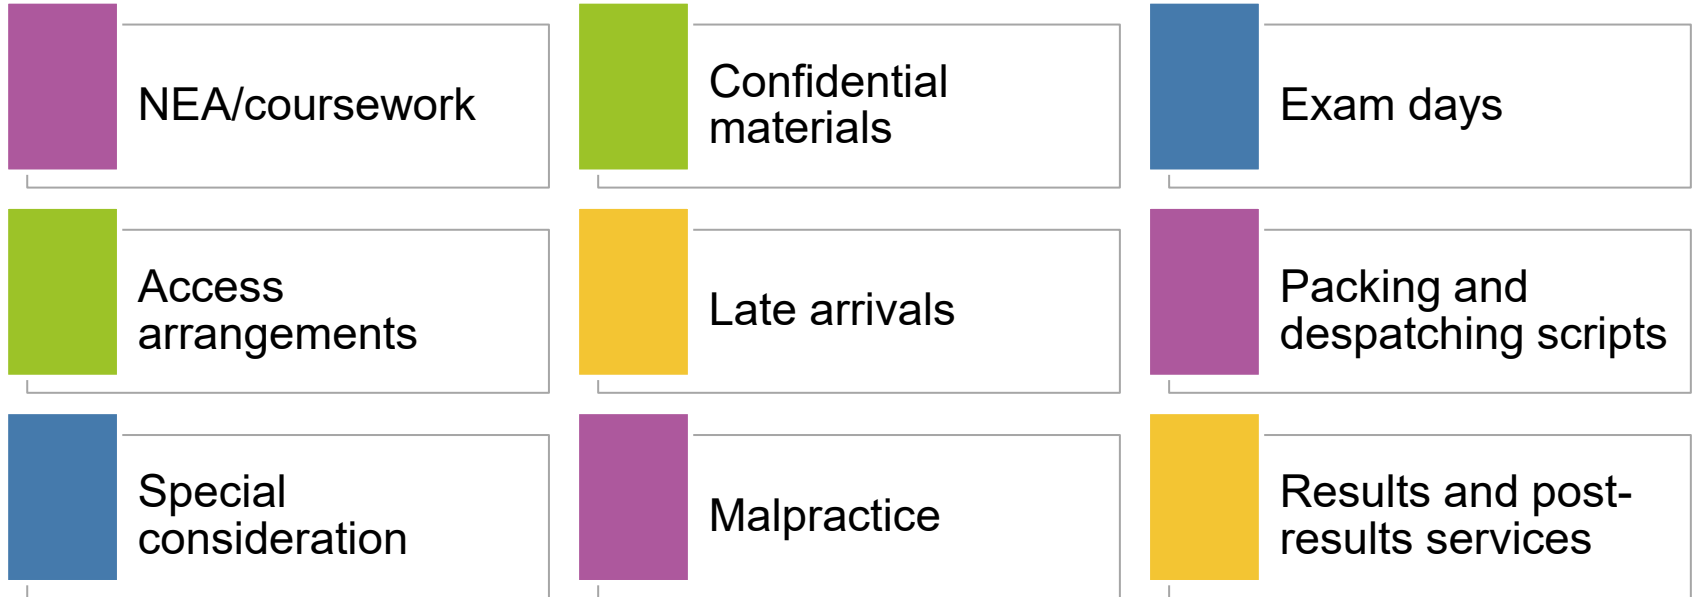 NEA/coursework
Confidential
materials
Exam days
Access
arrangements
Late arrivals
Packing and
despatching scripts
Special
consideration
Malpractice
Results and post-
results services